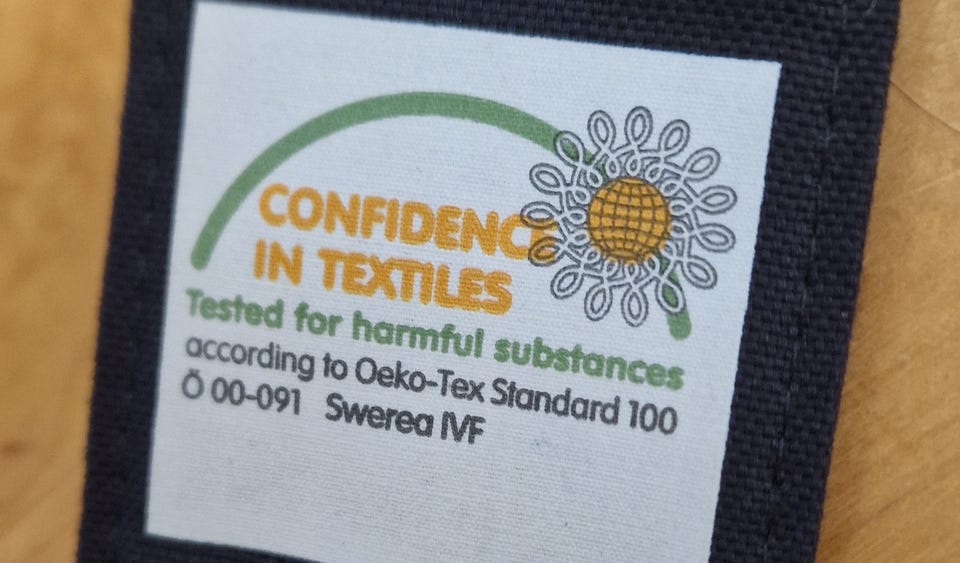 CONFIDENCE
IN TEXTILES
Tested for harmful substances
according to Oeko-Tex Standard 100
Ö 00-091 Swerea IVF